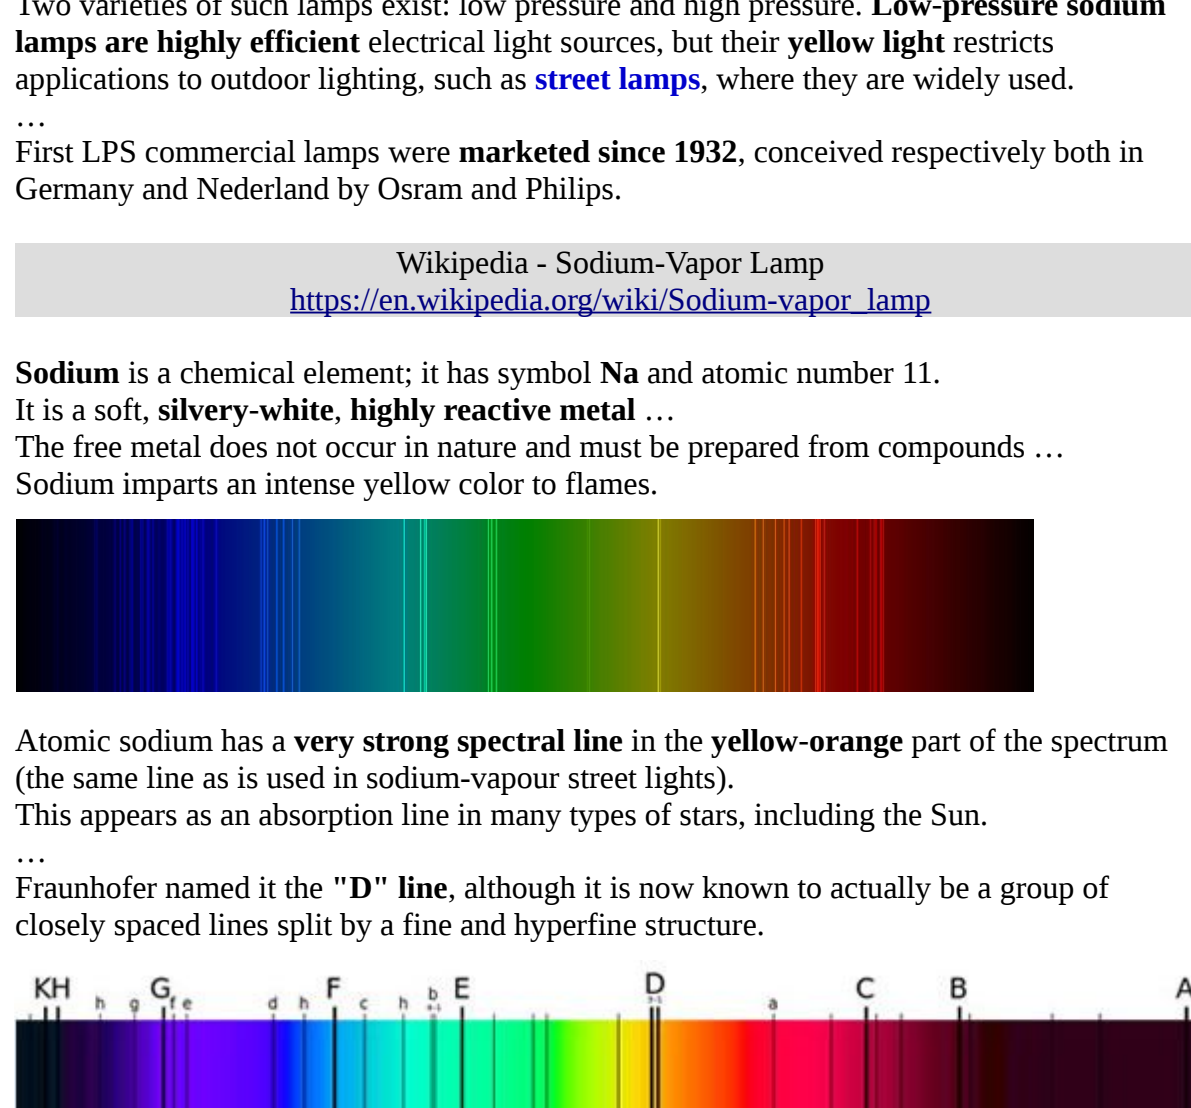 Two varieties of such lamps exist: low pressure and high pressure. Low-pressure sodium
lamps are highly efficient electrical light sources, but their yellow light restricts
applications to outdoor lighting, such as street lamps, where they are widely used.
…
First LPS commercial lamps were marketed since 1932, conceived respectively both in
Germany and Nederland by Osram and Philips.
Wikipedia - Sodium-Vapor Lamp
https://en.wikipedia.org/wiki/Sodium-vapor_lamp
Sodium is a chemical element; it has symbol Na and atomic number 11.
It is a soft, silvery-white, highly reactive metal …
The free metal does not occur in nature and must be prepared from compounds …
Sodium imparts an intense yellow color to flames.
Atomic sodium has a very strong spectral line in the yellow-orange part of the spectrum
(the same line as is used in sodium-vapour street lights).
This appears as an absorption line in many types of stars, including the Sun.
…
Fraunhofer named it the "D" line, although it is now known to actually be a group of
closely spaced lines split by a fine and hyperfine structure.
KH h g G f e d h F c h b E D a C B A